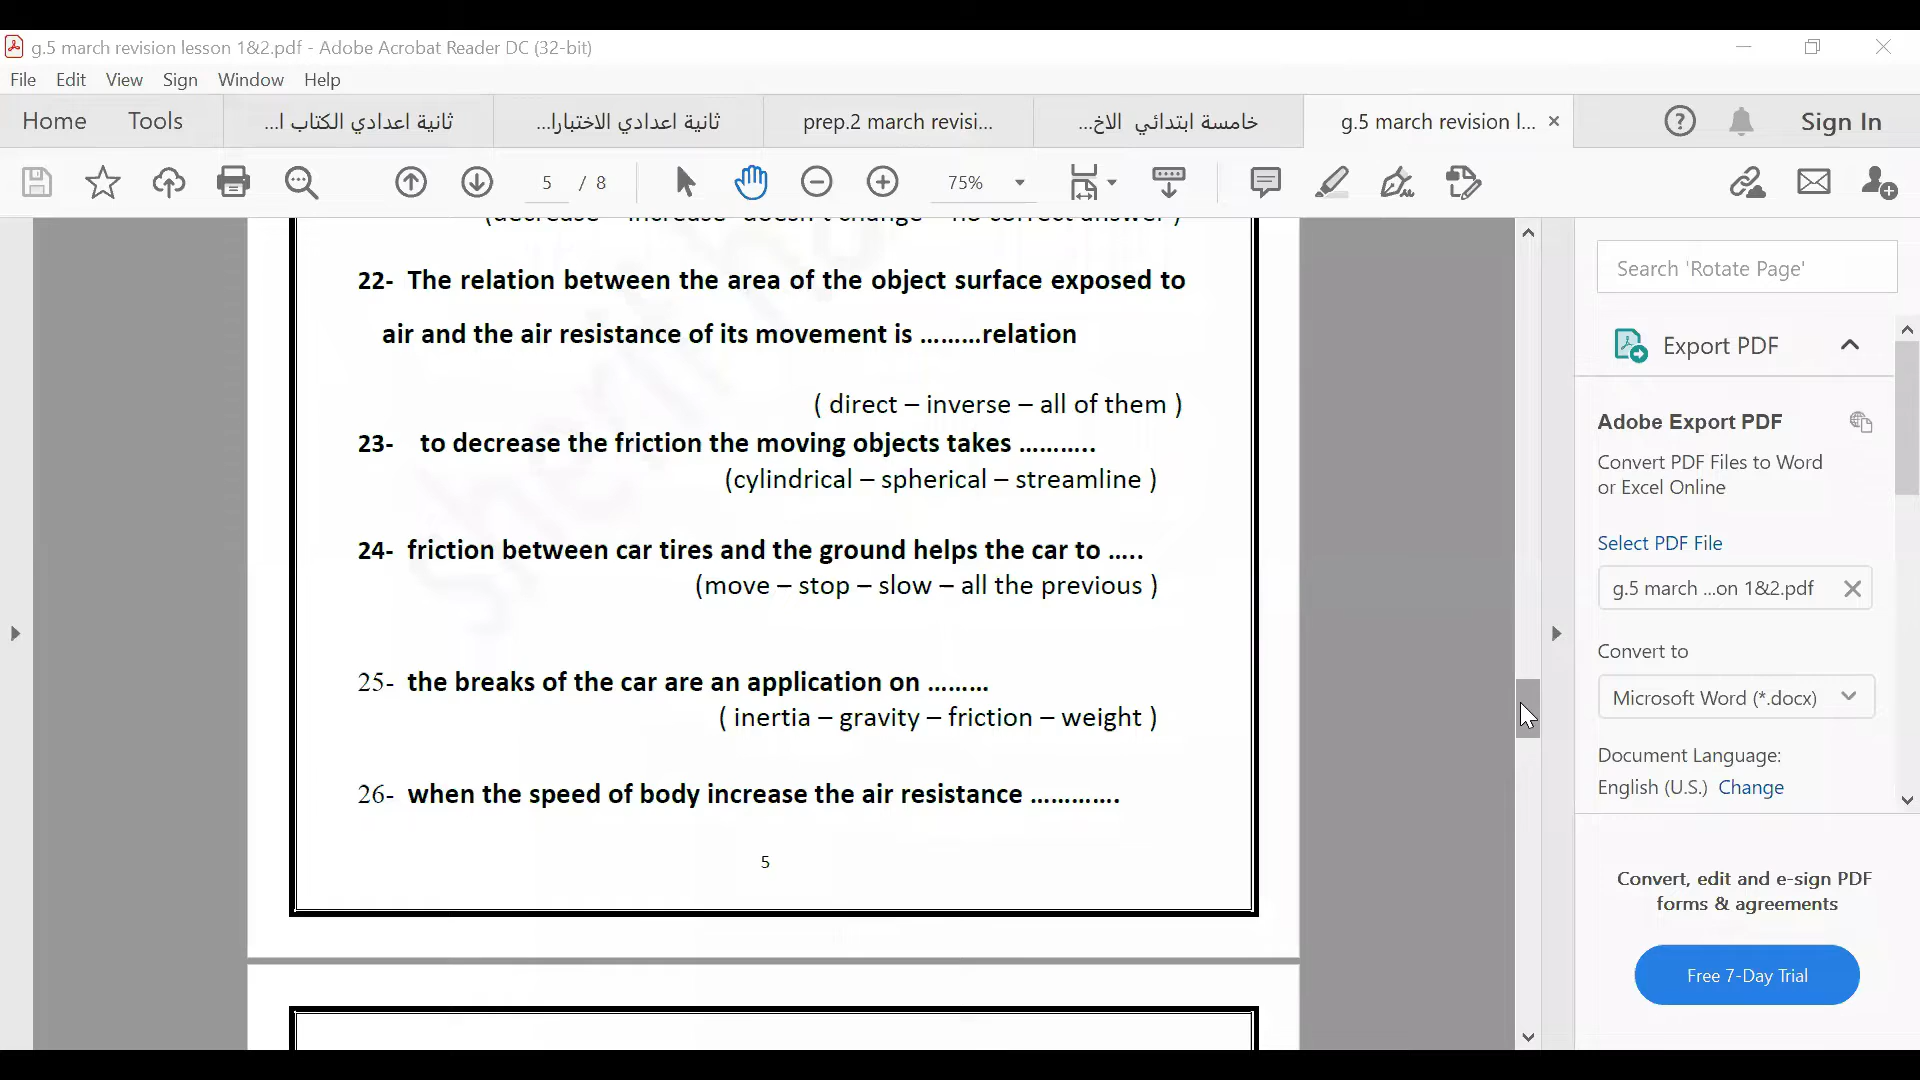 g.5 march revision lesson 1&2.pdf - Adobe Acrobat Reader DC (32-bit)
File Edit View Sign Window Help
Home Tools ثانية اعدادي الكتاب ا... ثانية اعدادي الاختبارا... prep.2 march revisi... خامسة ابتدائي الاخ... g.5 march revision l... Sign In
5 / 8 75%
(decrease – increase – doesn't change – no correct answer )
22- The relation between the area of the object surface exposed to
air and the air resistance of its movement is .........relation
( direct – inverse – all of them )
23- to decrease the friction the moving objects takes ...........
(cylindrical – spherical – streamline )
24- friction between car tires and the ground helps the car to .....
(move – stop – slow – all the previous )
25- the breaks of the car are an application on .........
( inertia – gravity – friction – weight )
26- when the speed of body increase the air resistance .............
5
Search 'Rotate Page'
Export PDF
Adobe Export PDF
Convert PDF Files to Word
or Excel Online
Select PDF File
g.5 march ...on 1&2.pdf
Convert to
Microsoft Word (*.docx)
Document Language:
English (U.S.) Change
Convert, edit and e-sign PDF
forms & agreements
Free 7-Day Trial